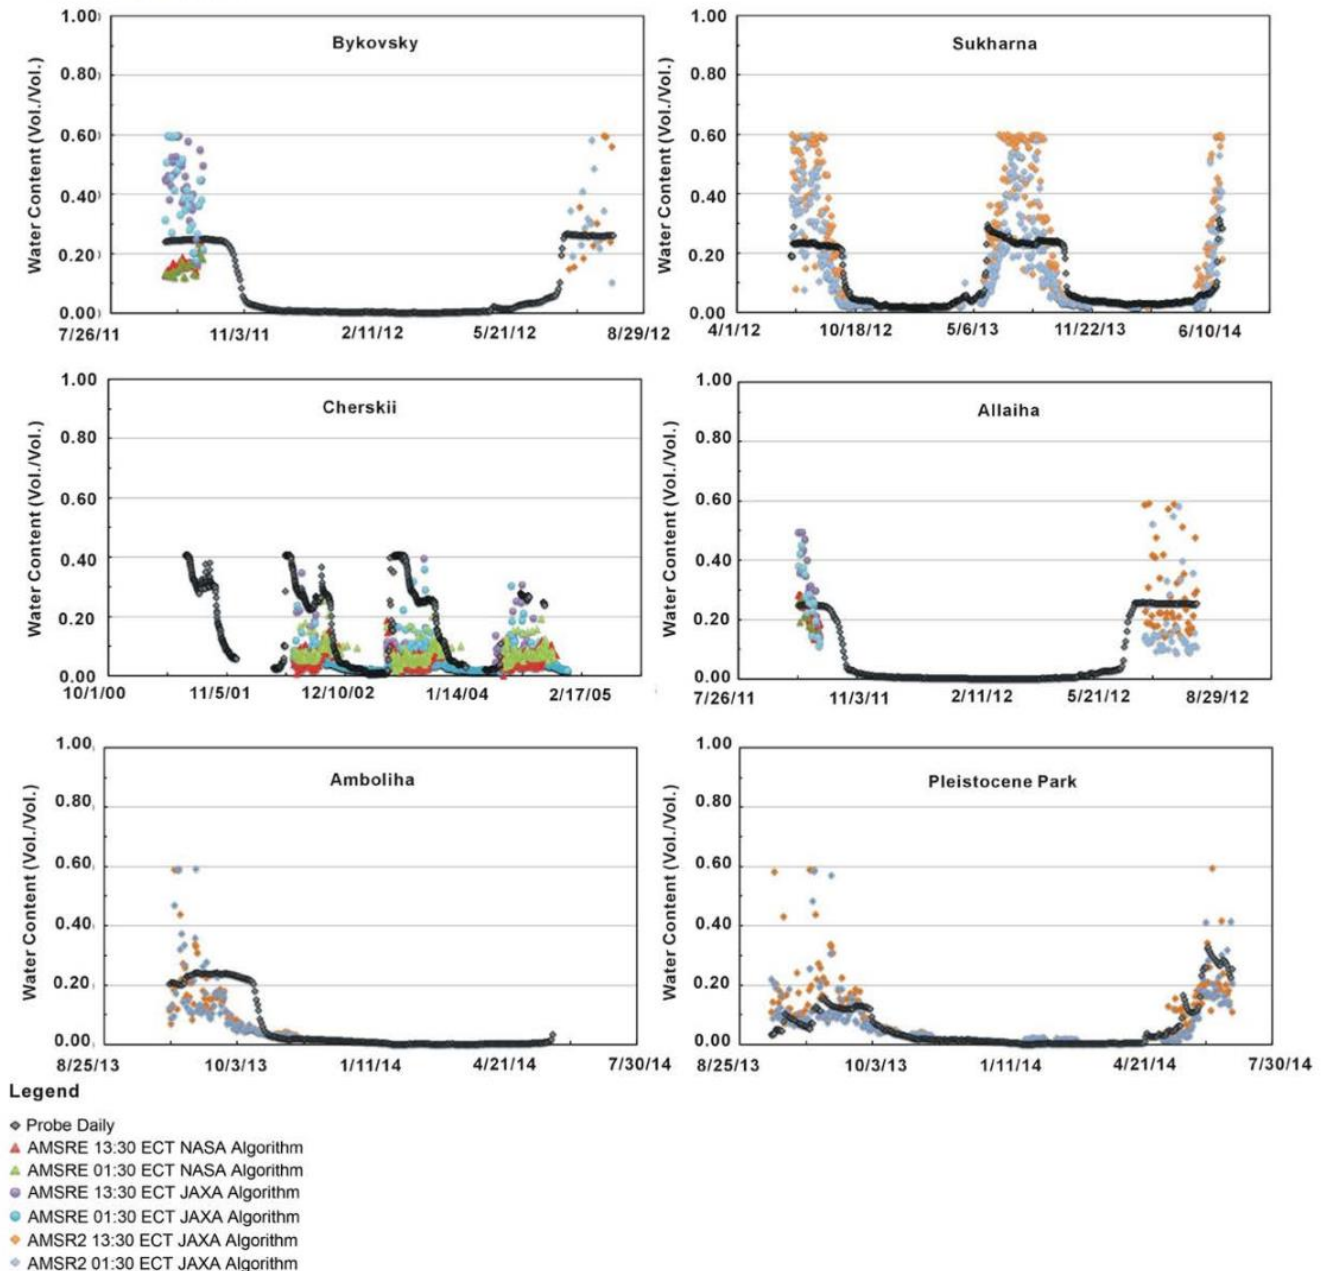 Bykovsky
Water Content (Vol./Vol.)
1.00
0.80
0.60
0.40
0.20
0.00
7/26/11 11/3/11 2/11/12 5/21/12 8/29/12
Sukharna
Water Content (Vol./Vol.)
1.00
0.80
0.60
0.40
0.20
0.00
4/1/12 10/18/12 5/6/13 11/22/13 6/10/14
Cherskii
Water Content (Vol./Vol.)
1.00
0.80
0.60
0.40
0.20
0.00
10/1/00 11/5/01 12/10/02 1/14/04 2/17/05
Allaiha
Water Content (Vol./Vol.)
1.00
0.80
0.60
0.40
0.20
0.00
7/26/11 11/3/11 2/11/12 5/21/12 8/29/12
Amboliha
Water Content (Vol./Vol.)
1.00
0.80
0.60
0.40
0.20
0.00
8/25/13 10/3/13 1/11/14 4/21/14 7/30/14
Pleistocene Park
Water Content (Vol./Vol.)
1.00
0.80
0.60
0.40
0.20
0.00
8/25/13 10/3/13 1/11/14 4/21/14 7/30/14
Legend
Probe Daily
AMSRE 13:30 ECT NASA Algorithm
AMSRE 01:30 ECT NASA Algorithm
AMSRE 13:30 ECT JAXA Algorithm
AMSRE 01:30 ECT JAXA Algorithm
AMSR2 13:30 ECT JAXA Algorithm
AMSR2 01:30 ECT JAXA Algorithm